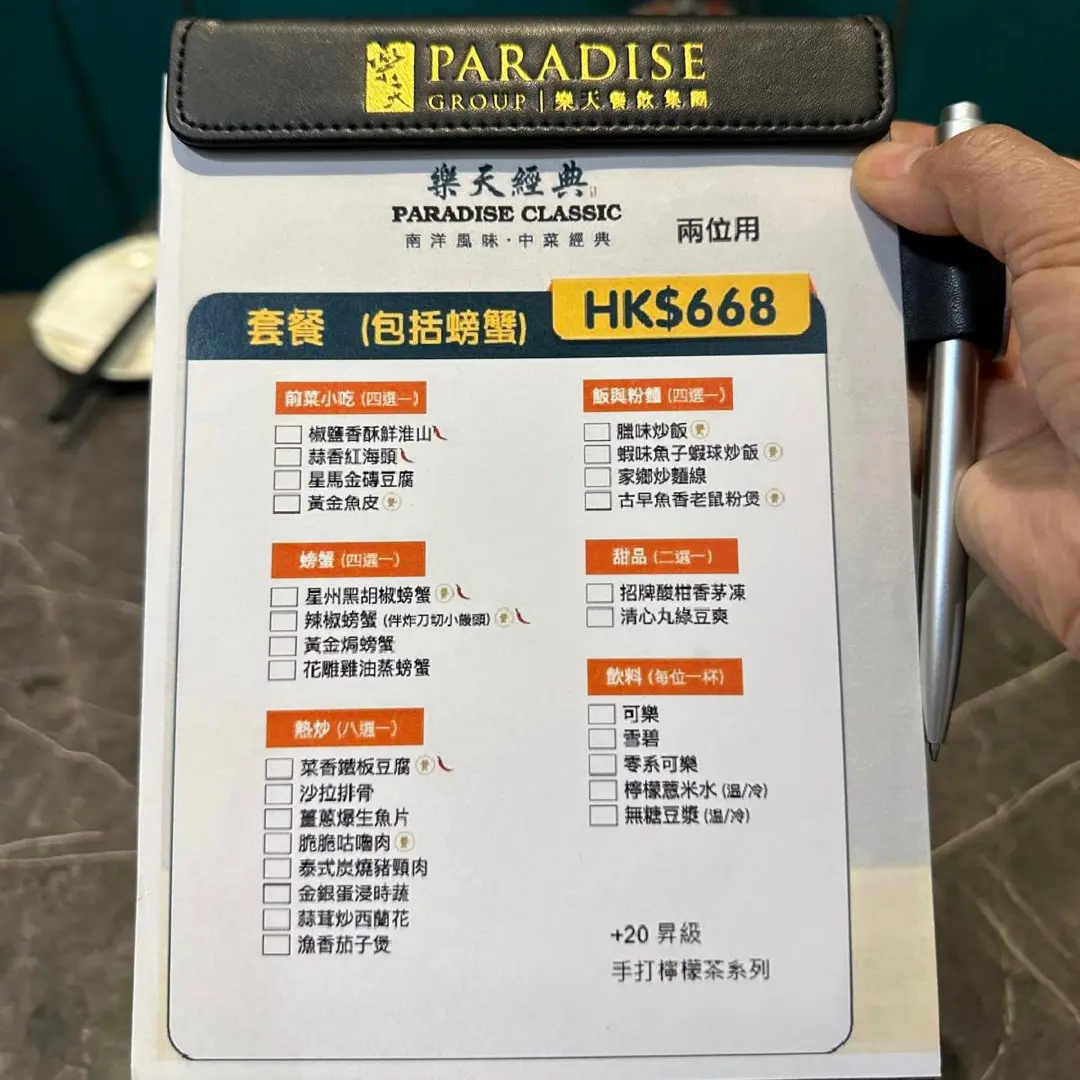 樂天
PARADISE
GROUP | 樂天餐飲集團
樂天經典
PARADISE CLASSIC
南洋風味·中菜經典
兩位用
套餐 (包括螃蟹)
HK$668
前菜小吃 (四選一)
椒鹽香酥鮮淮山
蒜香紅海頭
星馬金磚豆腐
黃金魚皮
螃蟹 (四選一)
星州黑胡椒螃蟹
辣椒螃蟹 (伴炸刀切小饅頭)
黃金焗螃蟹
花雕雞油蒸螃蟹
熱炒 (八選一)
菜香鐵板豆腐
沙拉排骨
薑蔥爆生魚片
脆脆咕嚕肉
泰式炭燒豬頸肉
金銀蛋浸時蔬
蒜茸炒西蘭花
漁香茄子煲
飯與粉麵 (四選一)
臘味炒飯
蝦味魚子蝦球炒飯
家鄉炒麵線
古早魚香老鼠粉煲
甜品 (二選一)
招牌酸柑香茅凍
清心丸綠豆爽
飲料 (每位一杯)
可樂
雪碧
零系可樂
檸檬薏米水 (温/冷)
無糖豆漿 (温/冷)
+20 昇級
手打檸檬茶系列